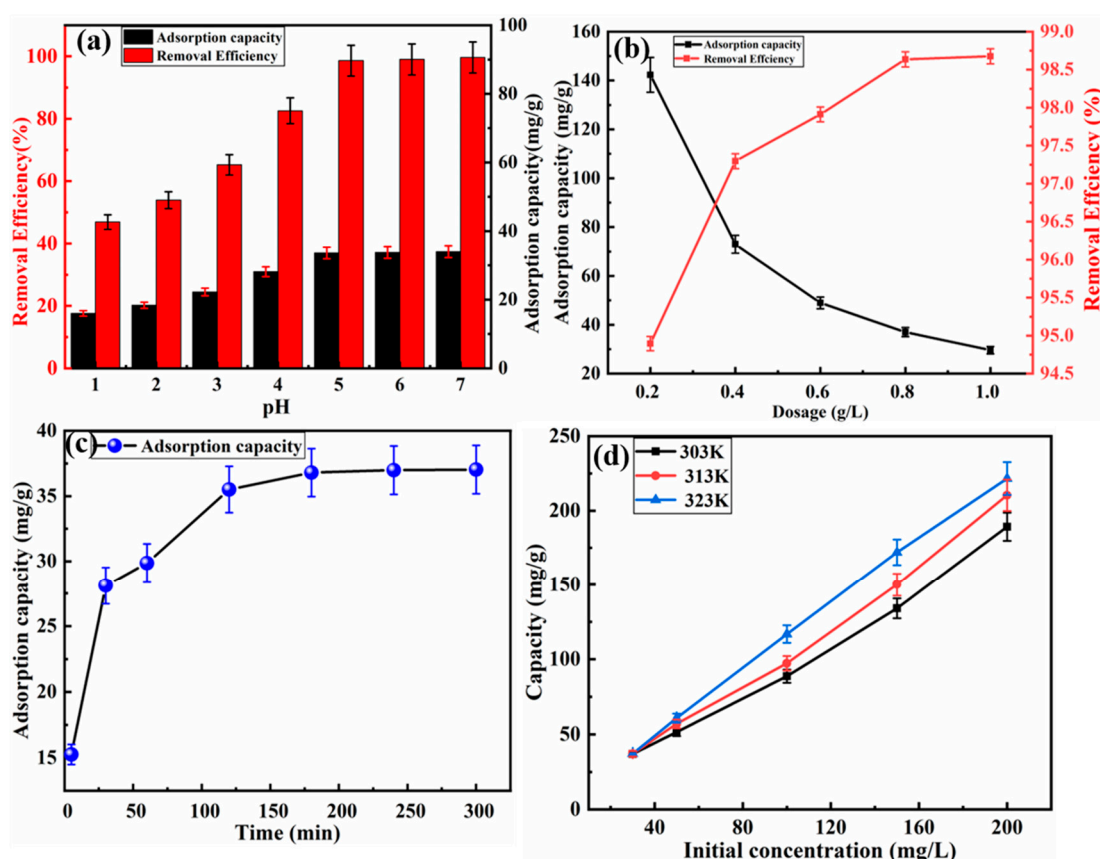 (a)
Adsorption capacity
Removal Efficiency
Removal Efficiency(%)
100
80
60
40
20
0
Adsorption capacity(mg/g)
100
80
60
40
20
0
1 2 3 4 5 6 7
pH
(b)
Adsorption capacity
Removal Effciency
Adsorption capacity (mg/g)
160
140
120
100
80
60
40
20
Removal Effciency (%)
99.0
98.5
98.0
97.5
97.0
96.5
96.0
95.5
95.0
94.5
0.2 0.4 0.6 0.8 1.0
Dosage (g/L)
(c)
Adsorption capacity
Adsorption capacity (mg/g)
40
35
30
25
20
15
0 50 100 150 200 250 300
Time (min)
(d)
303K
313K
323K
Capacity (mg/g)
250
200
150
100
50
0
40 80 120 160 200
Initial concentration (mg/L)